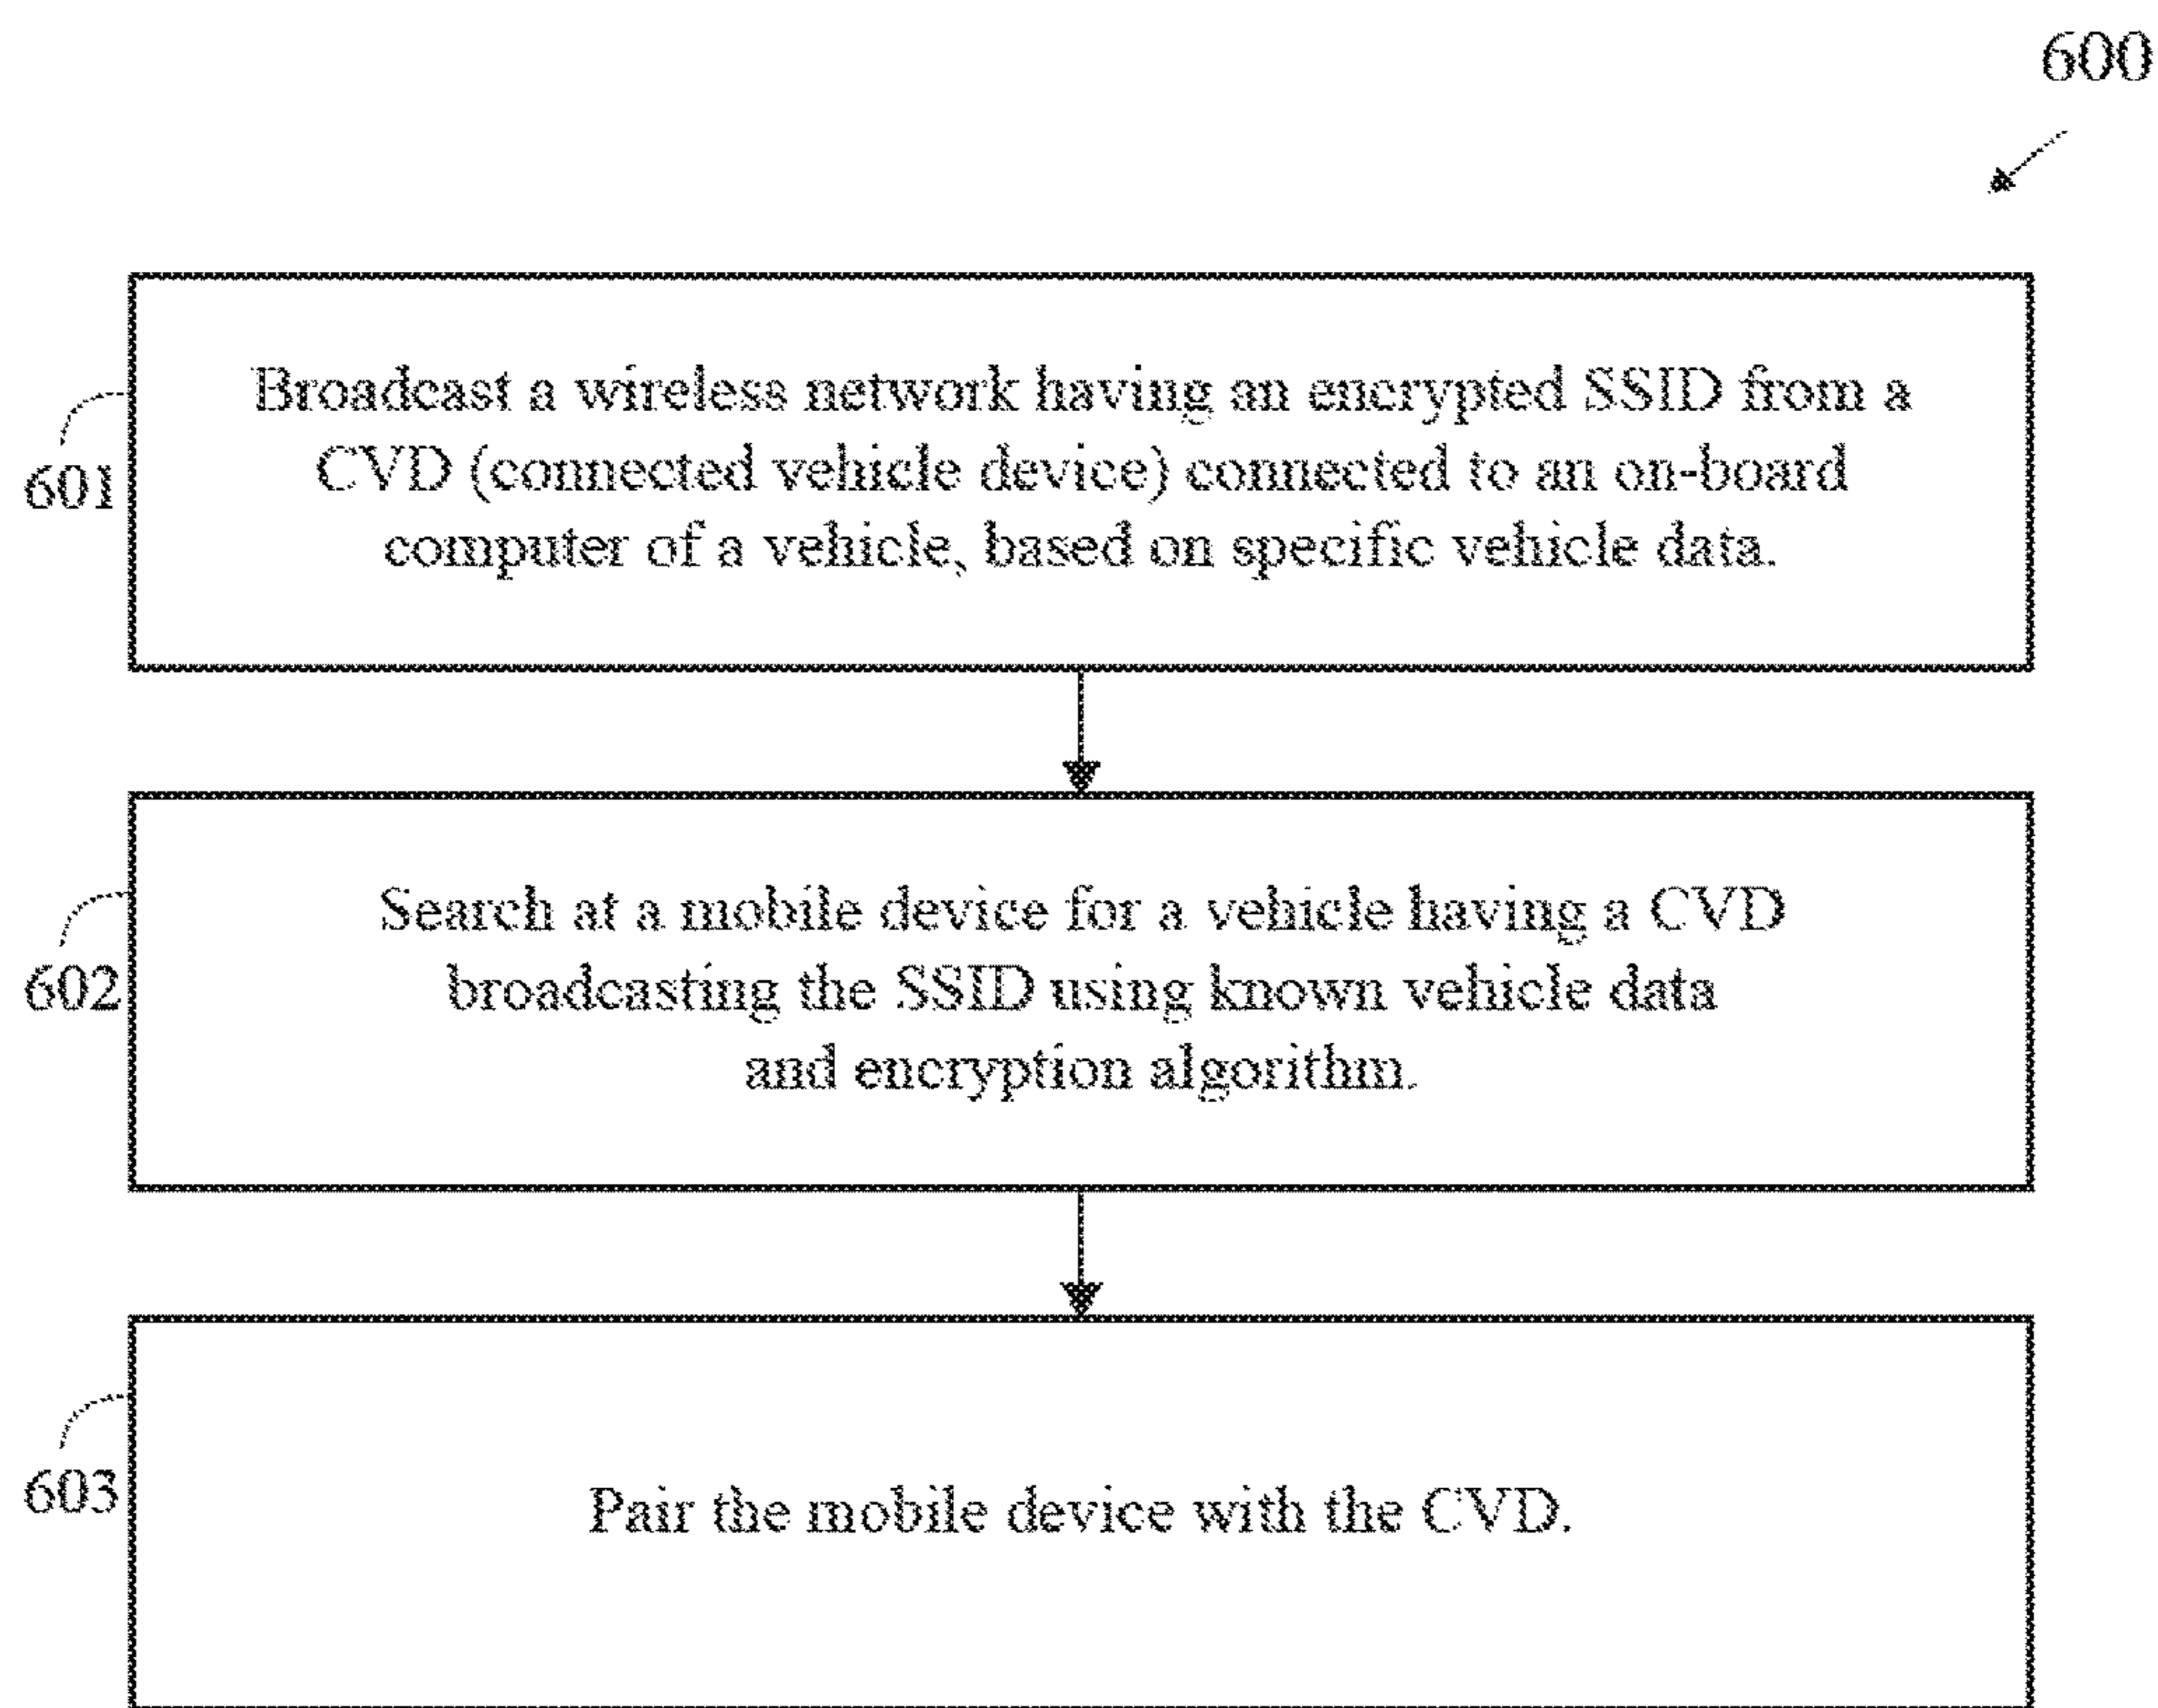 600
Broadcast a wireless network having an encrypted SSID from a
CVD (connected vehicle device) connected to an on-board
computer of a vehicle, based on specific vehicle data.
601
Search at a mobile device for a vehicle having a CVD
broadcasting the SSID using known vehicle data
and encryption algorithm.
602
Pair the mobile device with the CVD.
603